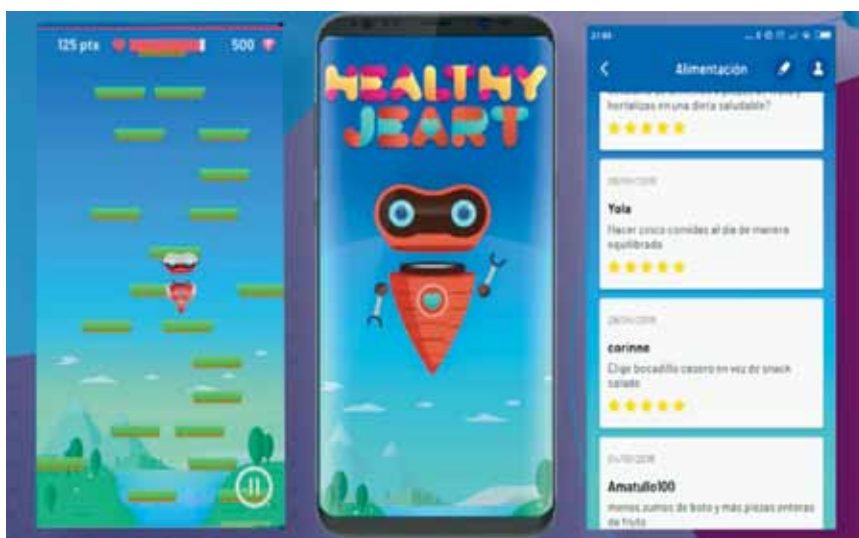 125 pts
500
HEALTHY
JEART
Alimentación
hortalizas en una dieta saludable?
Yola
Hacer cinco comidas al día de manera
equilibrada
corinne
Elige bocadillo casero en vez de snack
salado
Amatullo100
menos zumos de bote y más piezas enteras
de fruta